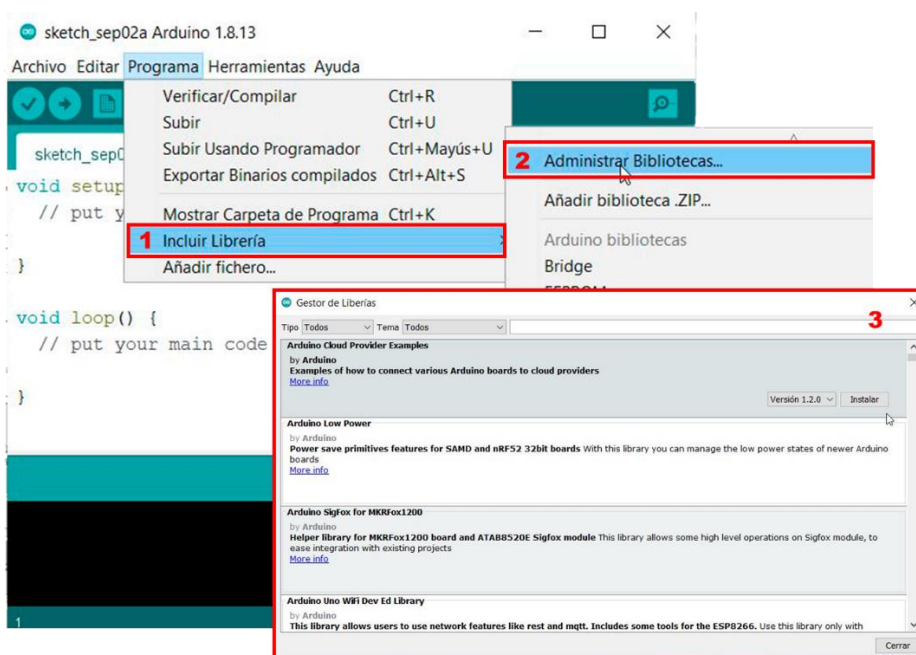 sketch_sep02a Arduino 1.8.13
Archivo Editar Programa Herramientas Ayuda
Verificar/Compilar Ctrl+R
Subir Ctrl+U
Subir Usando Programador Ctrl+Mayús+U
Exportar Binarios compilados Ctrl+Alt+S
Mostrar Carpeta de Programa Ctrl+K
1 Incluir Librería
Añadir fichero...
2 Administrar Bibliotecas...
Añadir biblioteca .ZIP...
Arduino bibliotecas
Bridge
void setup
// put
}
void loop() {
// put your main code
}
1
Gestor de Liberías
3
Tipo Todos Tema Todos
Arduino Cloud Provider Examples
by Arduino
Examples of how to connect various Arduino boards to cloud providers
More info
Versión 1.2.0 Instalar
Arduino Low Power
by Arduino
Power save primitives features for SAMD and nRF52 32bit boards With this library you can manage the low power states of newer Arduino
boards
More info
Arduino SigFox for MKRFox1200
by Arduino
Helper library for MKRFox1200 board and ATAB8520E Sigfox module This library allows some high level operations on Sigfox module, to
ease integration with existing projects
More info
Arduino Uno WiFi Dev Ed Library
by Arduino
This library allows users to use network features like rest and mqtt. Includes some tools for the ESP8266. Use this library only with
Cerrar